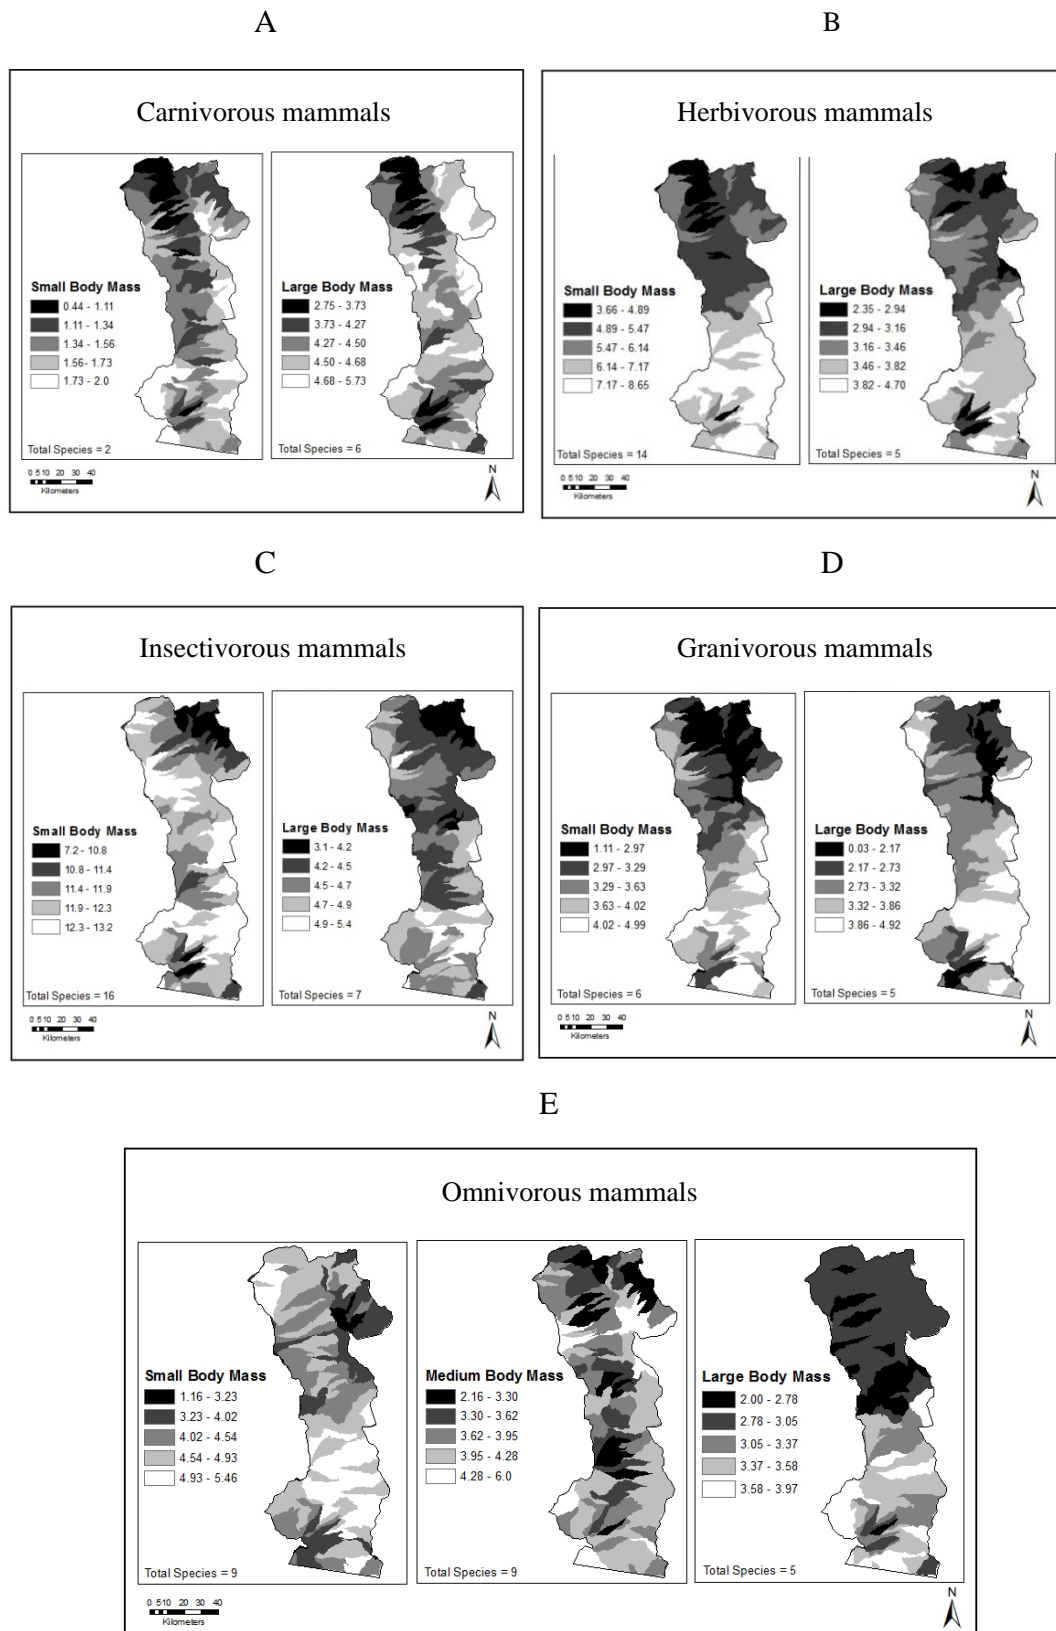 A
B
Carnivorous mammals
Small Body Mass
0.44 - 1.11
1.11 - 1.34
1.34 - 1.56
1.56- 1.73
1.73 - 2.0
Total Species = 2
Large Body Mass
2.75 - 3.73
3.73 - 4.27
4.27 - 4.50
4.50 - 4.68
4.68 - 5.73
Total Species = 6
0 5 10 20 30 40
Kilometers
N
Herbivorous mammals
Small Body Mass
3.66 - 4.89
4.89 - 5.47
5.47 - 6.14
6.14 - 7.17
7.17 - 8.65
Total Species = 14
Large Body Mass
2.35 - 2.94
2.94 - 3.16
3.16 - 3.46
3.46 - 3.82
3.82 - 4.70
Total Species = 5
0 5 10 20 30 40
Kilometers
N
C
D
Insectivorous mammals
Small Body Mass
7.2 - 10.8
10.8 - 11.4
11.4 - 11.9
11.9 - 12.3
12.3 - 13.2
Total Species = 16
Large Body Mass
3.1 - 4.2
4.2 - 4.5
4.5 - 4.7
4.7 - 4.9
4.9 - 5.4
Total Species = 7
0 5 10 20 30 40
Kilometers
N
Granivorous mammals
Small Body Mass
1.11 - 2.97
2.97 - 3.29
3.29 - 3.63
3.63 - 4.02
4.02 - 4.99
Total Species = 6
Large Body Mass
0.03 - 2.17
2.17 - 2.73
2.73 - 3.32
3.32 - 3.86
3.86 - 4.92
Total Species = 5
0 5 10 20 30 40
Kilometers
N
E
Omnivorous mammals
Small Body Mass
1.16 - 3.23
3.23 - 4.02
4.02 - 4.54
4.54 - 4.93
4.93 - 5.46
Total Species = 9
Medium Body Mass
2.16 - 3.30
3.30 - 3.62
3.62 - 3.95
3.95 - 4.28
4.28 - 6.0
Total Species = 9
Large Body Mass
2.00 - 2.78
2.78 - 3.05
3.05 - 3.37
3.37 - 3.58
3.58 - 3.97
Total Species = 5
0 5 10 20 30 40
Kilometers
N